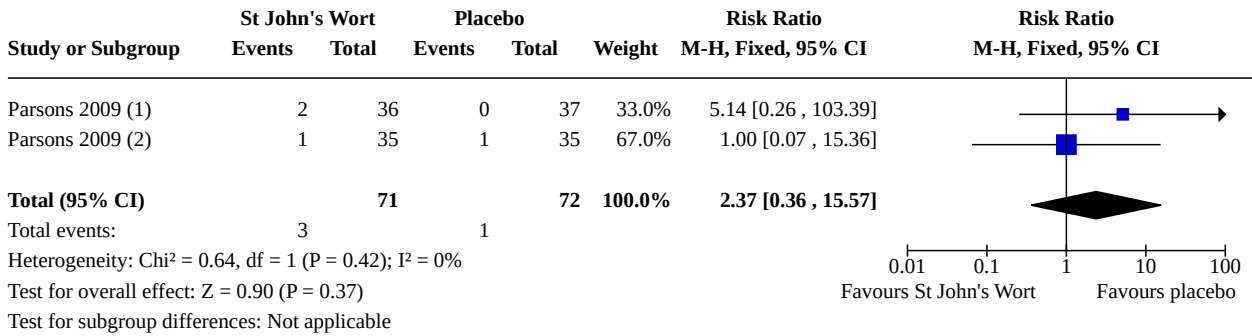 St John's Wort Placebo Risk Ratio Risk Ratio
Study or Subgroup Events Total Events Total Weight M-H, Fixed, 95% CI M-H, Fixed, 95% CI
Parsons 2009 (1) 2 36 0 37 33.0% 5.14 [0.26 , 103.39]
Parsons 2009 (2) 1 35 1 35 67.0% 1.00 [0.07 , 15.36]
Total (95% CI) 71 72 100.0% 2.37 [0.36 , 15.57]
Total events: 3 1
Heterogeneity: Chi² = 0.64, df = 1 (P = 0.42); I² = 0%
0.01 0.1 1 10 100
Test for overall effect: Z = 0.90 (P = 0.37)
Favours St John's Wort Favours placebo
Test for subgroup differences: Not applicable